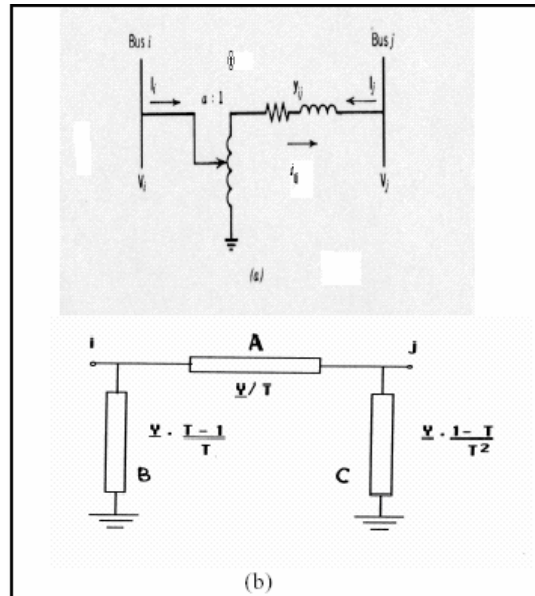 Bus i
Bus j
I_i
a : 1
y_ij
I_j
i_ij
V_i
V_j
(a)
i
A
j
Y/T
Y . T - 1
T
B
C
Y . 1 - T
T²
(b)